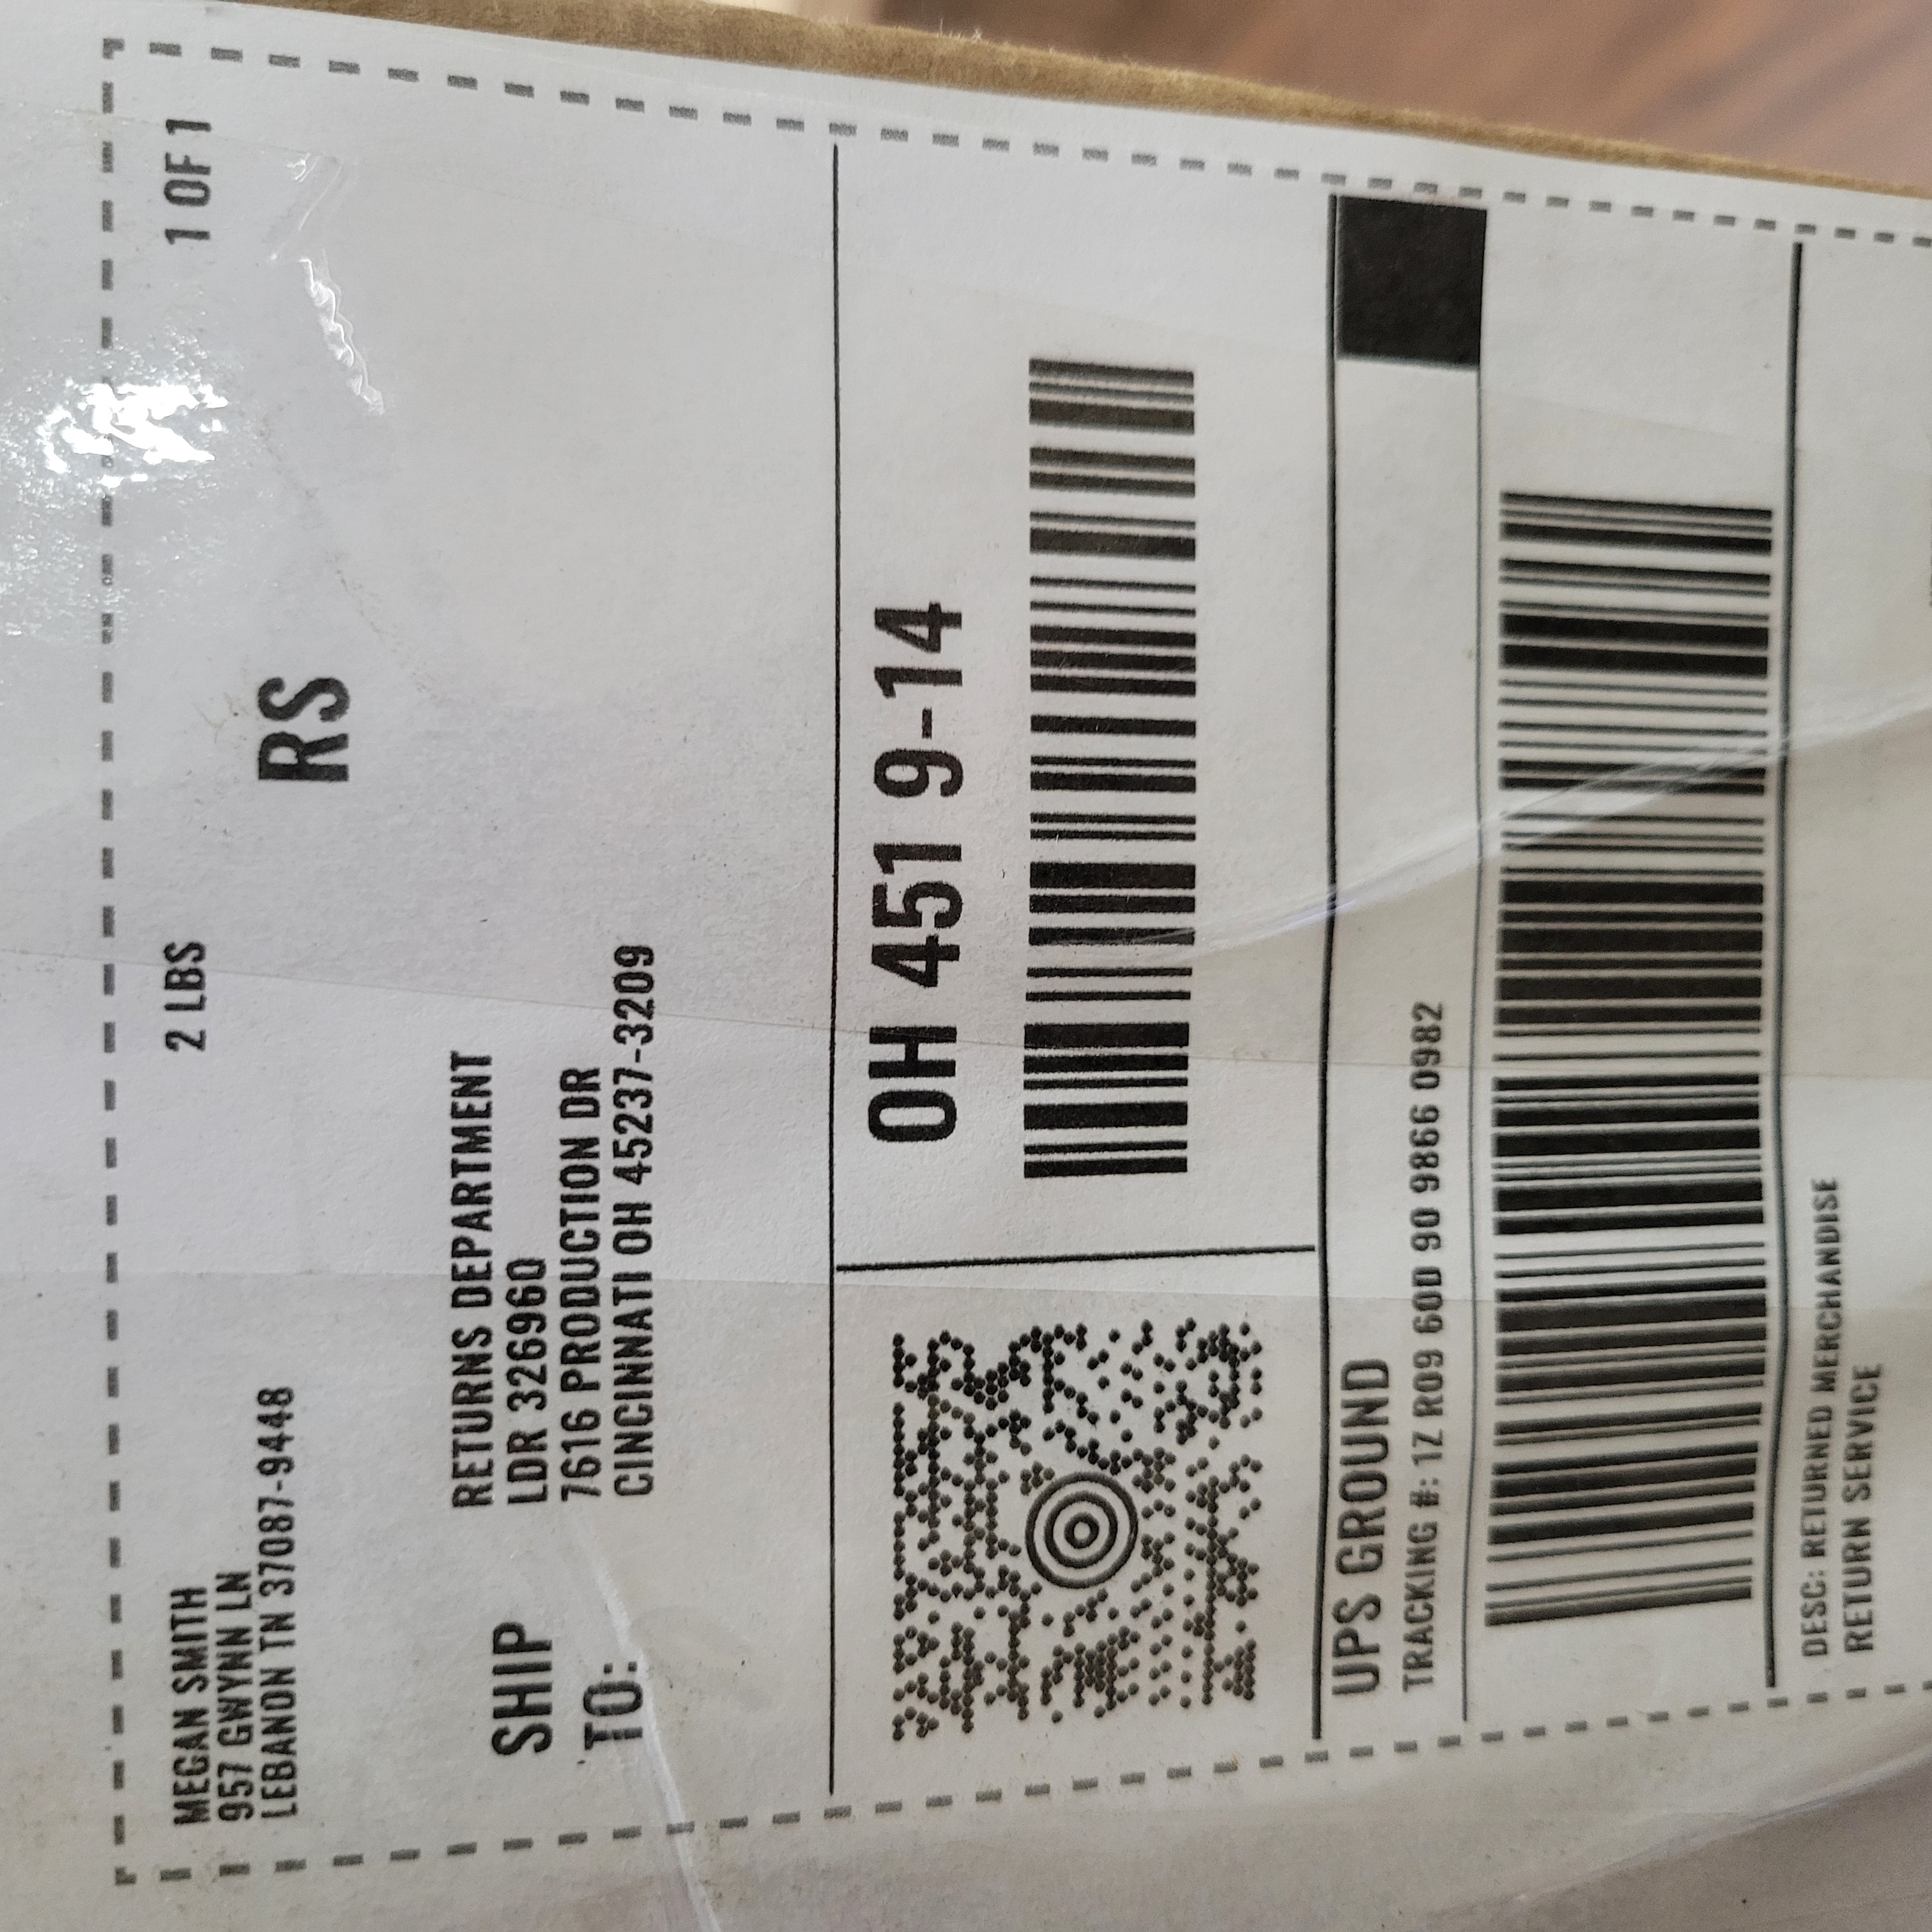 MEGAN SMITH
957 GWYNN LN
LEBANON TN 37087-9448
2 LBS
1 OF 1
RS
SHIP
TO:
RETURNS DEPARTMENT
LDR 326960
7616 PRODUCTION DR
CINCINNATI OH 45237-3209
OH 451 9-14
UPS GROUND
TRACKING #: 1Z R09 60D 90 9866 0982
DESC: RETURNED MERCHANDISE
RETURN SERVICE